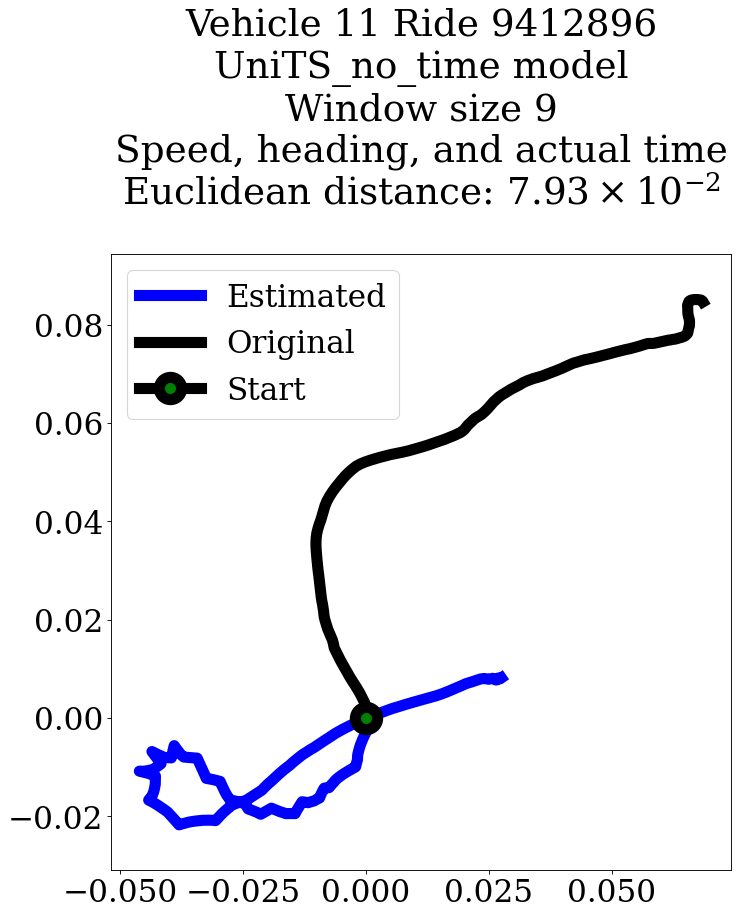 Vehicle 11 Ride 9412896
UniTS_no_time model
Window size 9
Speed, heading, and actual time
Euclidean distance: 7.93 × 10⁻²
Estimated
Original
Start
0.08
0.06
0.04
0.02
0.00
−0.02
−0.050 −0.025 0.000 0.025 0.050